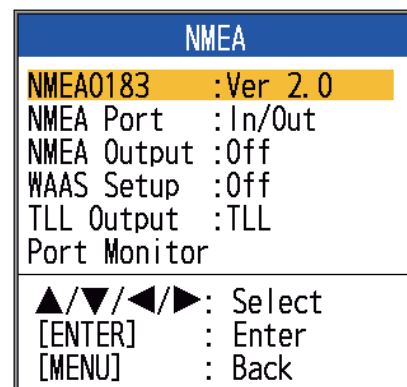 NMEA
NMEA0183 :Ver 2.0
NMEA Port :In/Out
NMEA Output :Off
WAAS Setup :Off
TLL Output :TLL
Port Monitor
▲/▼/◀/▶: Select
[ENTER] : Enter
[MENU] : Back